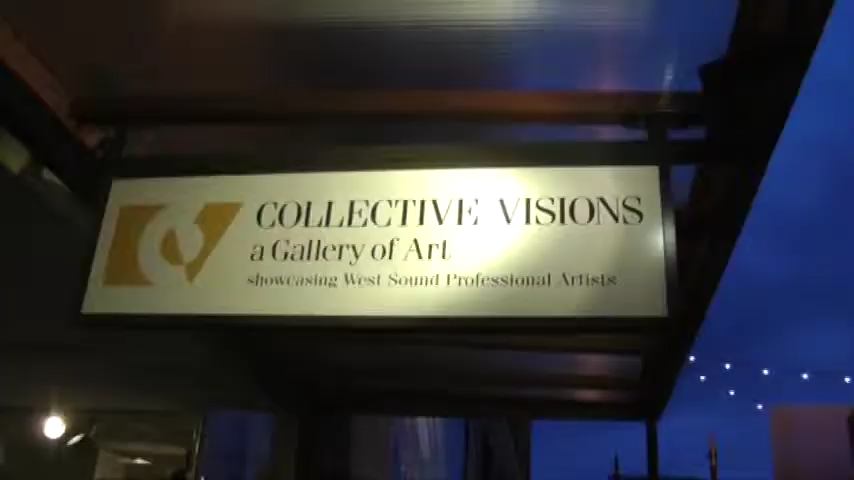 COLLECTIVE VISIONS
a Gallery of Art
showcasing West Sound Professional Artists